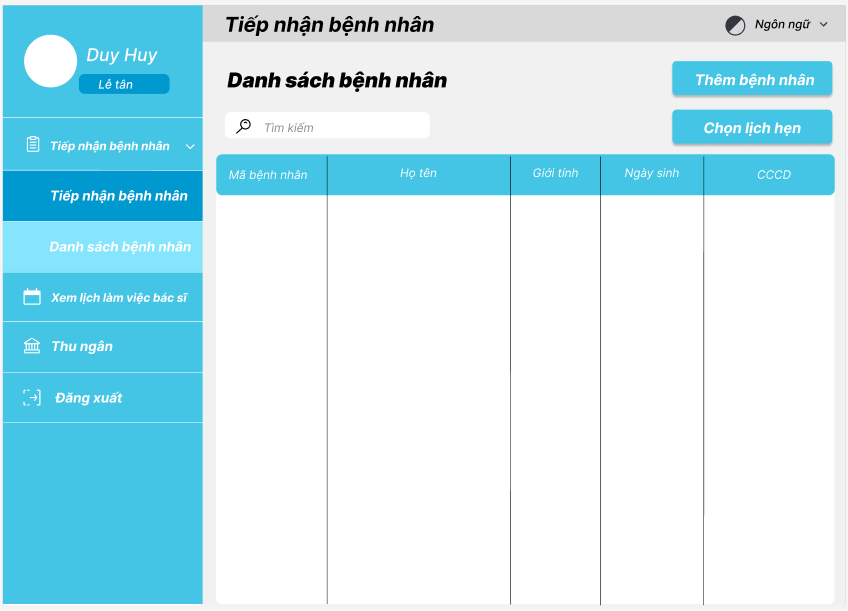 Duy Huy
Lễ tân
Tiếp nhận bệnh nhân
Tiếp nhận bệnh nhân
Danh sách bệnh nhân
Xem lịch làm việc bác sĩ
Thu ngân
Đăng xuất
Tiếp nhận bệnh nhân
Ngôn ngữ
Danh sách bệnh nhân
Thêm bệnh nhân
Tìm kiếm
Chọn lịch hẹn
Mã bệnh nhân
Họ tên
Giới tính
Ngày sinh
CCCD